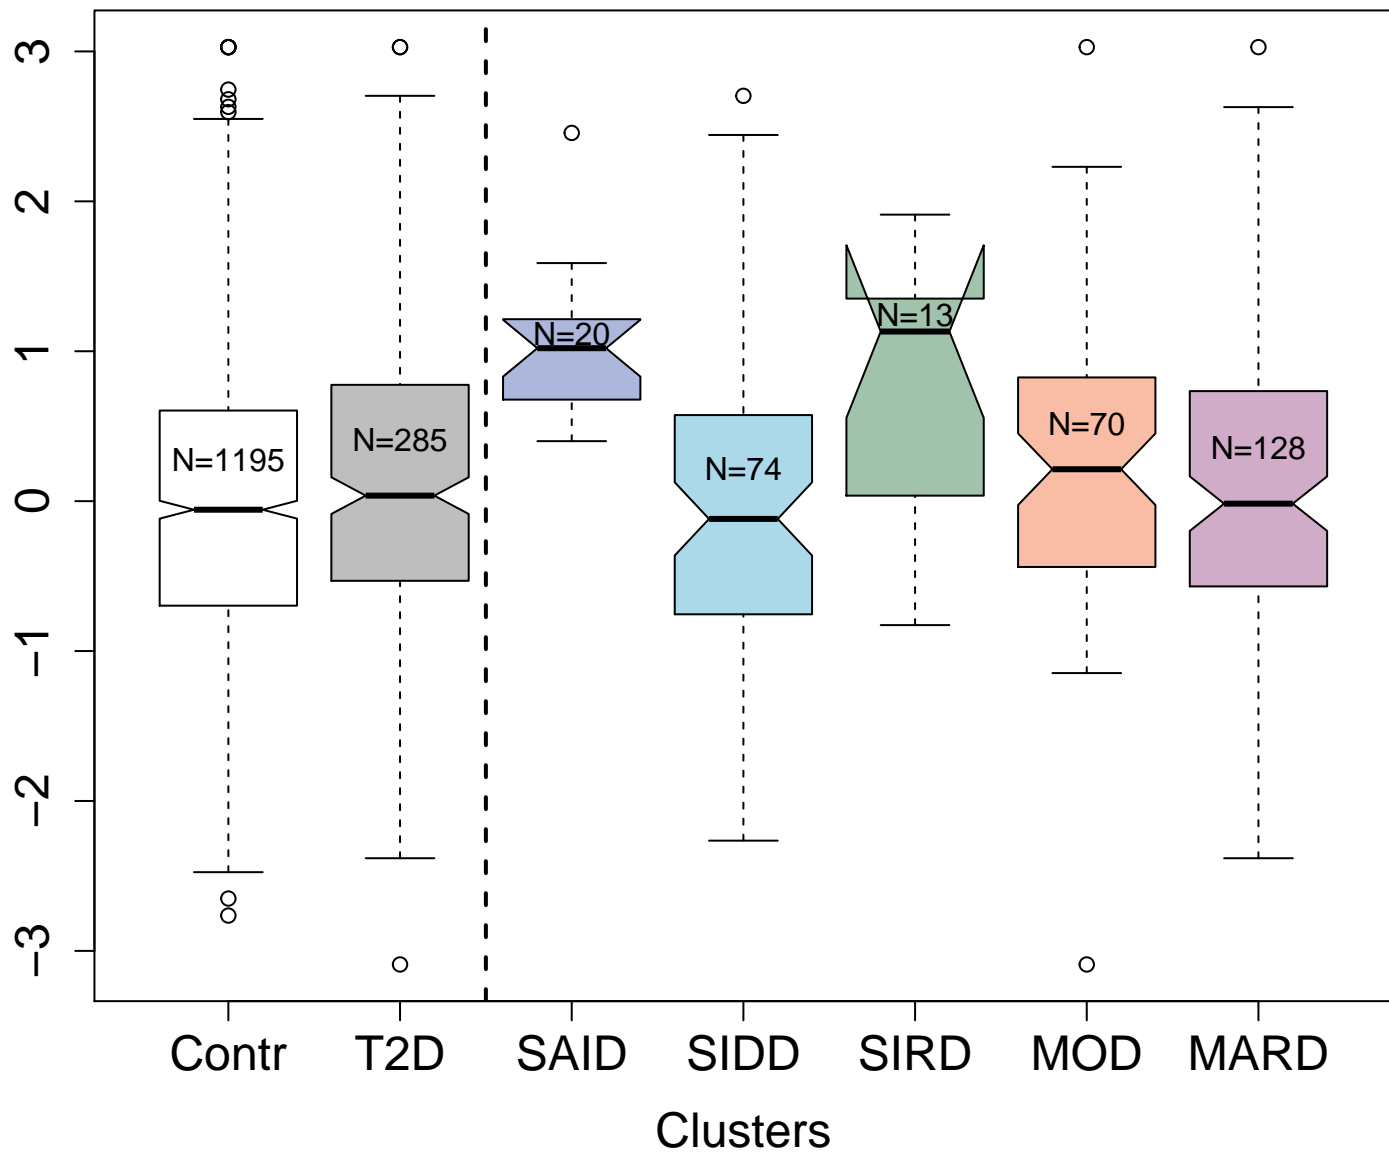 3
2
1
0
−1
−2
−3
N=1195
N=285
N=20
N=74
N=13
N=70
N=128
Contr T2D SAID SIDD SIRD MOD MARD
Clusters